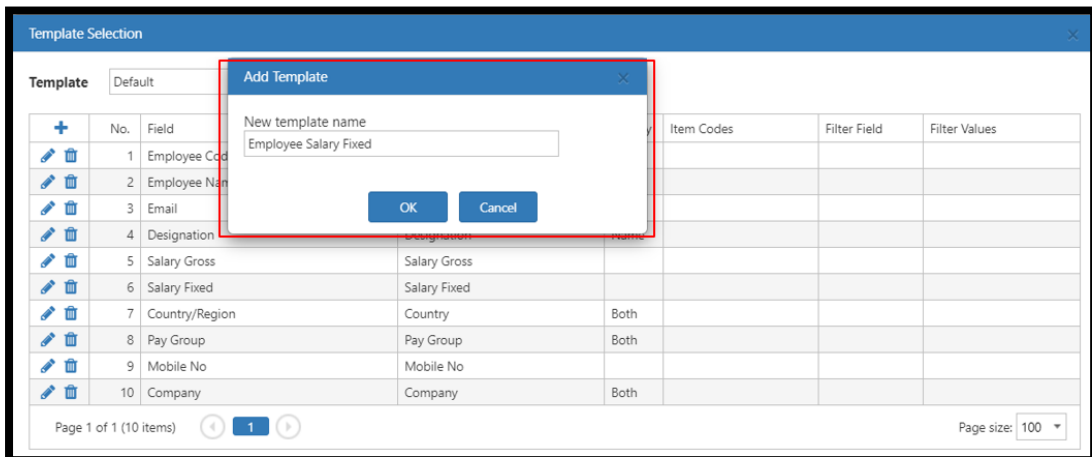 Template Selection
Template Default
Add Template
New template name
Employee Salary Fixed
OK Cancel
No. Field Item Codes Filter Field Filter Values
1 Employee
2 Employee
3 Email
4 Designation Designation Name
5 Salary Gross Salary Gross
6 Salary Fixed Salary Fixed
7 Country/Region Country Both
8 Pay Group Pay Group Both
9 Mobile No Mobile No
10 Company Company Both
Page 1 of 1 (10 items) 1 Page size: 100